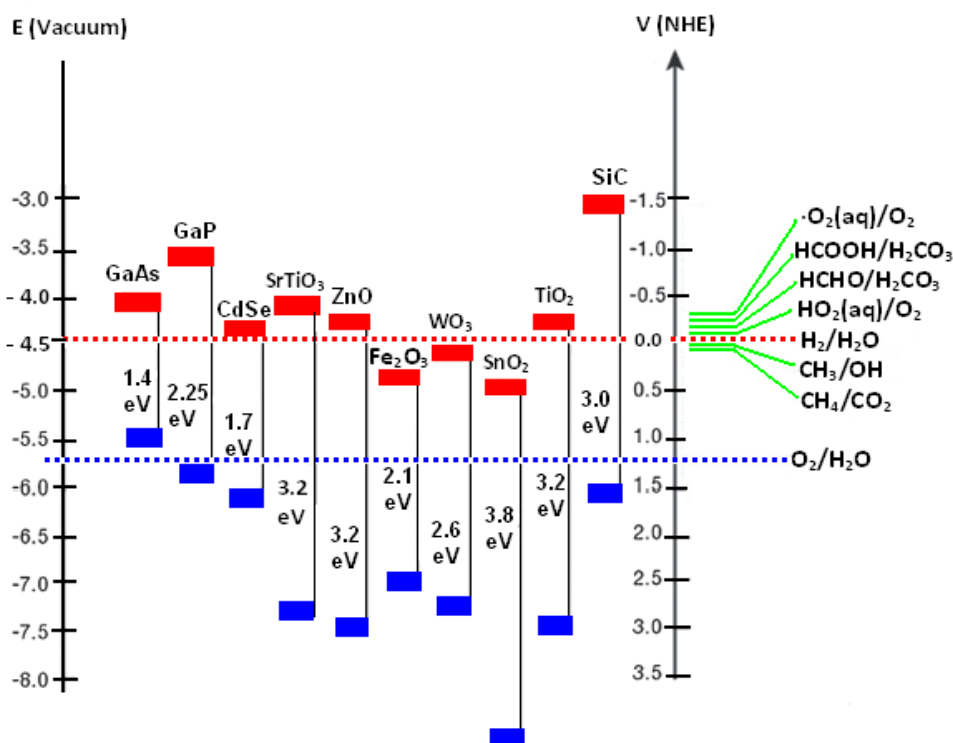 E (Vacuum)
V (NHE)
-3.0
-3.5
- 4.0
- 4.5
-5.0
-5.5
-6.0
-6.5
-7.0
-7.5
-8.0
GaAs
GaP
CdSe
SrTiO₃
ZnO
Fe₂O₃
WO₃
SnO₂
TiO₂
SiC
1.4
eV
2.25
eV
1.7
eV
3.2
eV
3.2
eV
2.1
eV
2.6
eV
3.8
eV
3.2
eV
3.0
eV
-1.5
-1.0
-0.5
0.0
0.5
1.0
1.5
2.0
2.5
3.0
3.5
·O₂(aq)/O₂
HCOOH/H₂CO₃
HCHO/H₂CO₃
HO₂(aq)/O₂
H₂/H₂O
CH₃/OH
CH₄/CO₂
O₂/H₂O